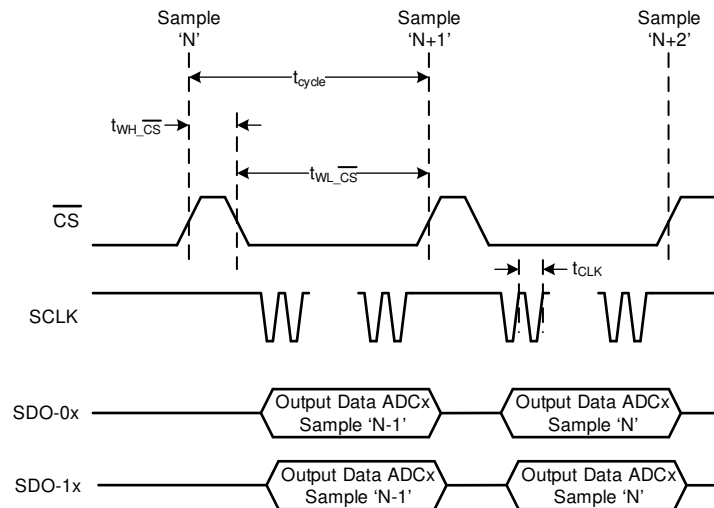 Sample
'N'
Sample
'N+1'
Sample
'N+2'
tcycle
tWH_CS
tWL_CS
CS
tCLK
SCLK
SDO-0x
Output Data ADCx
Sample 'N-1'
Output Data ADCx
Sample 'N'
SDO-1x
Output Data ADCx
Sample 'N-1'
Output Data ADCx
Sample 'N'